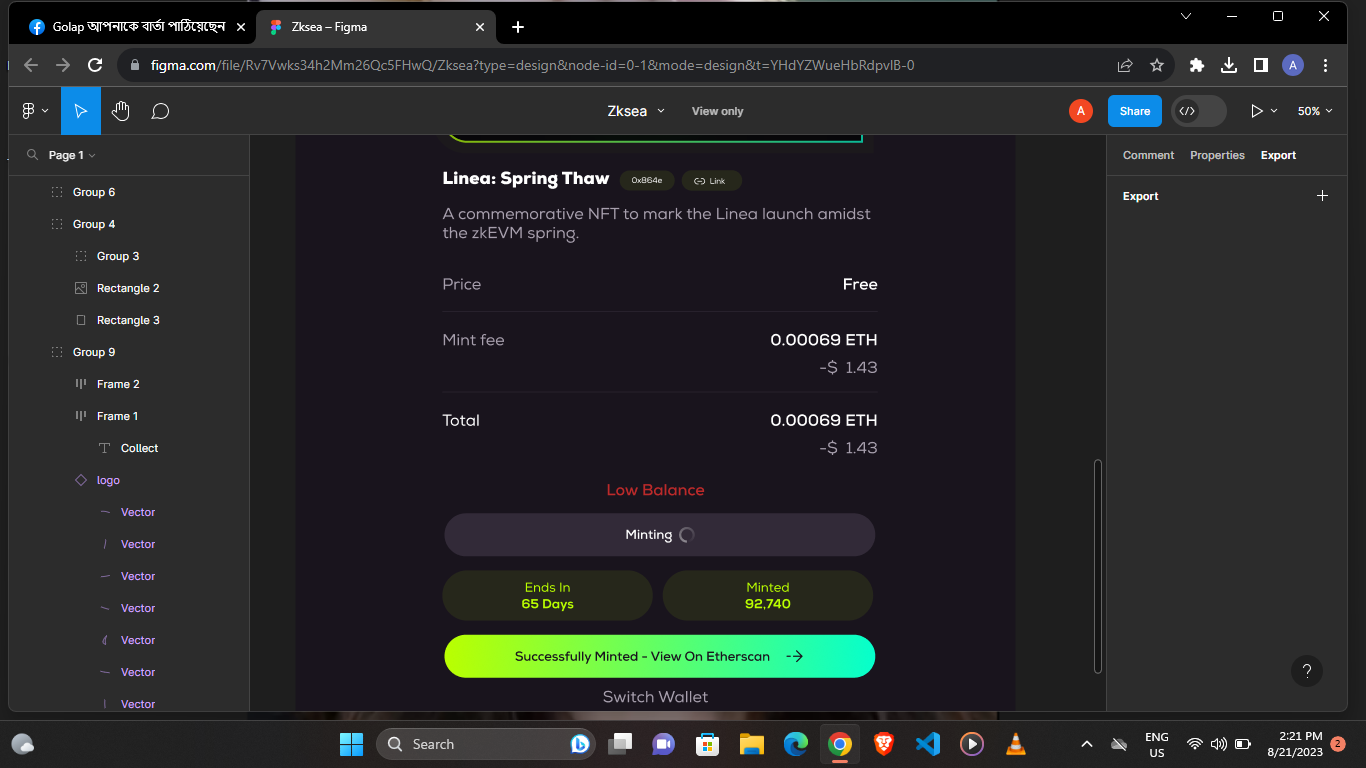 Golap আপনাকে বার্তা পাঠিয়েছেন
Zksea – Figma
figma.com/file/Rv7Vwks34h2Mm26Qc5FHwQ/Zksea?type=design&node-id=0-1&mode=design&t=YHdYZWueHbRdpvIB-0
A
Zksea
View only
A
Share
50%
Page 1
Group 6
Group 4
Group 3
Rectangle 2
Rectangle 3
Group 9
Frame 2
Frame 1
Collect
logo
Vector
Vector
Vector
Vector
Vector
Vector
Vector
Linea: Spring Thaw
0x864e
Link
A commemorative NFT to mark the Linea launch amidst
the zkEVM spring.
Price
Free
Mint fee
0.00069 ETH
-$ 1.43
Total
0.00069 ETH
-$ 1.43
Low Balance
Minting
Ends In
65 Days
Minted
92,740
Successfully Minted - View On Etherscan
Switch Wallet
Comment
Properties
Export
Export
?
Search
ENG
US
2:21 PM
8/21/2023
2